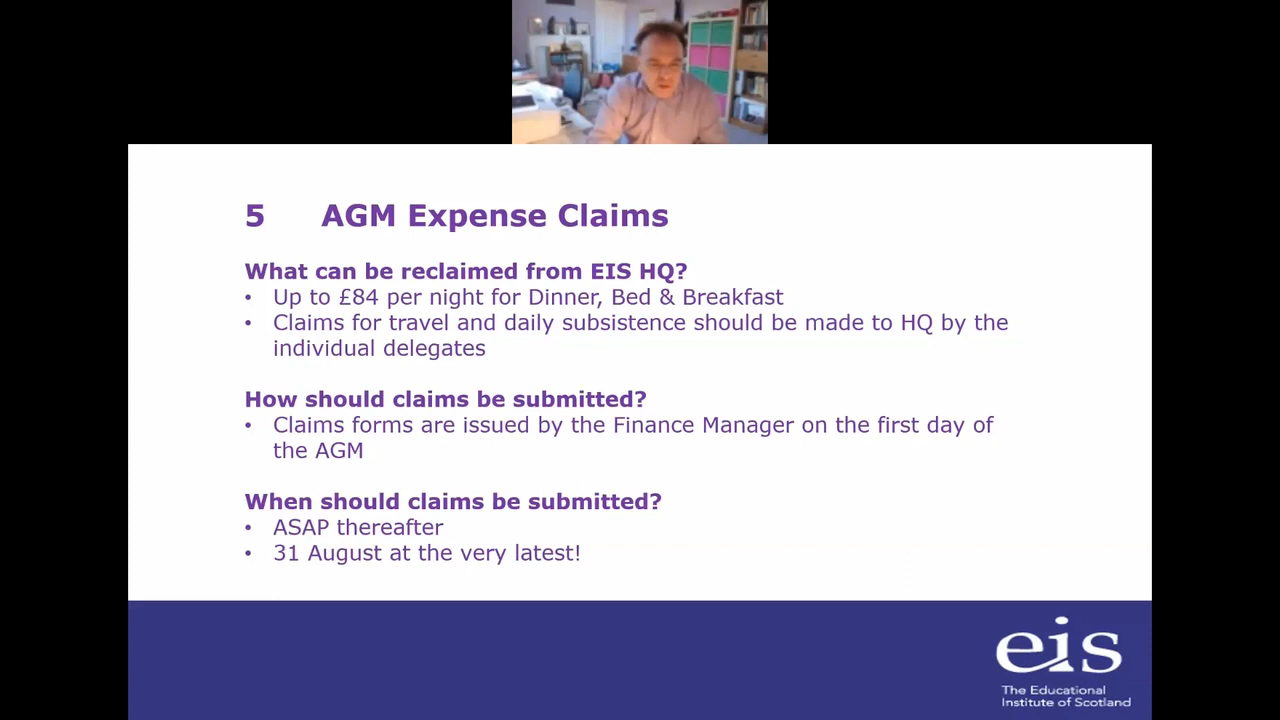 5 AGM Expense Claims
What can be reclaimed from EIS HQ?
• Up to £84 per night for Dinner, Bed & Breakfast
• Claims for travel and daily subsistence should be made to HQ by the
individual delegates
How should claims be submitted?
• Claims forms are issued by the Finance Manager on the first day of
the AGM
When should claims be submitted?
• ASAP thereafter
• 31 August at the very latest!
eis
The Educational
Institute of Scotland